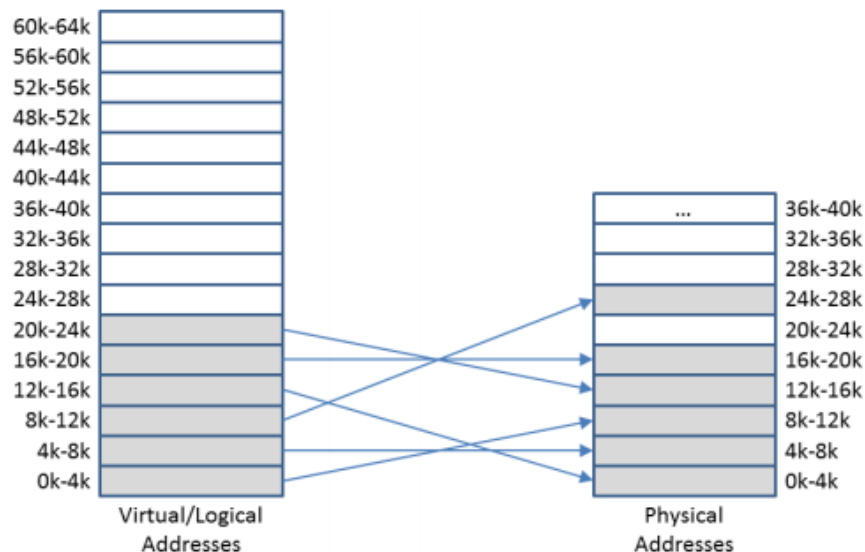 60k-64k
56k-60k
52k-56k
48k-52k
44k-48k
40k-44k
36k-40k
32k-36k
28k-32k
24k-28k
20k-24k
16k-20k
12k-16k
8k-12k
4k-8k
0k-4k
Virtual/Logical
Addresses
...
36k-40k
32k-36k
28k-32k
24k-28k
20k-24k
16k-20k
12k-16k
8k-12k
4k-8k
0k-4k
Physical
Addresses